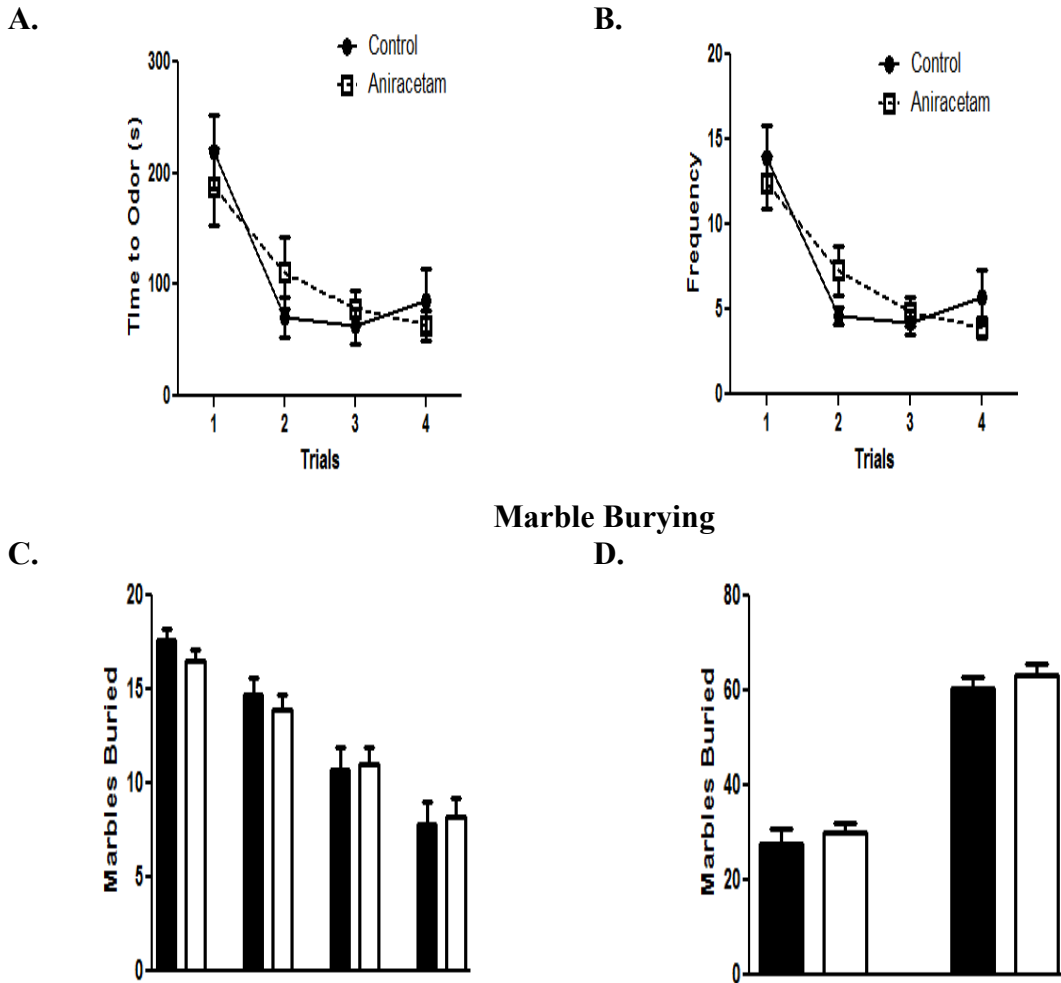 A.
Control
Aniracetam
300
200
100
0
Time to Odor (s)
1 2 3 4
Trials
B.
Control
Aniracetam
20
15
10
5
0
Frequency
1 2 3 4
Trials
Marble Burying
C.
20
15
10
5
0
Marbles Buried
D.
80
60
40
20
0
Marbles Buried